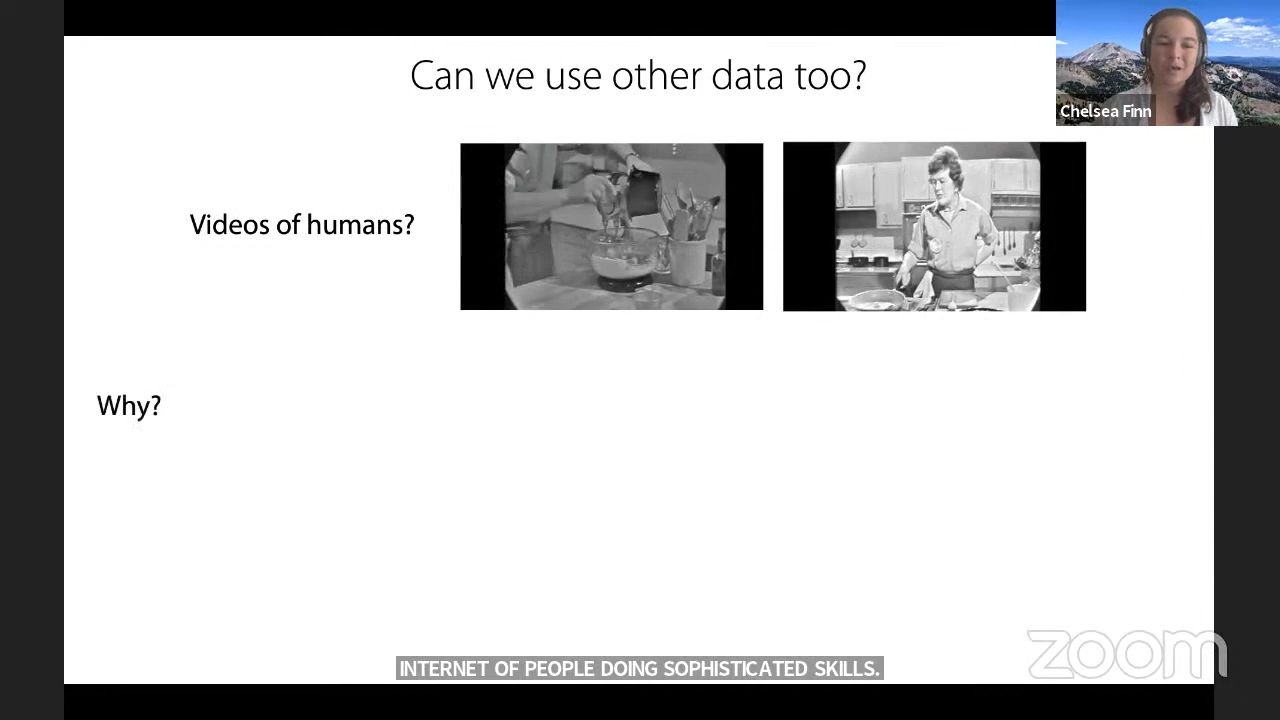 Can we use other data too?
Chelsea Finn
Videos of humans?
Why?
INTERNET OF PEOPLE DOING SOPHISTICATED SKILLS.
zoom